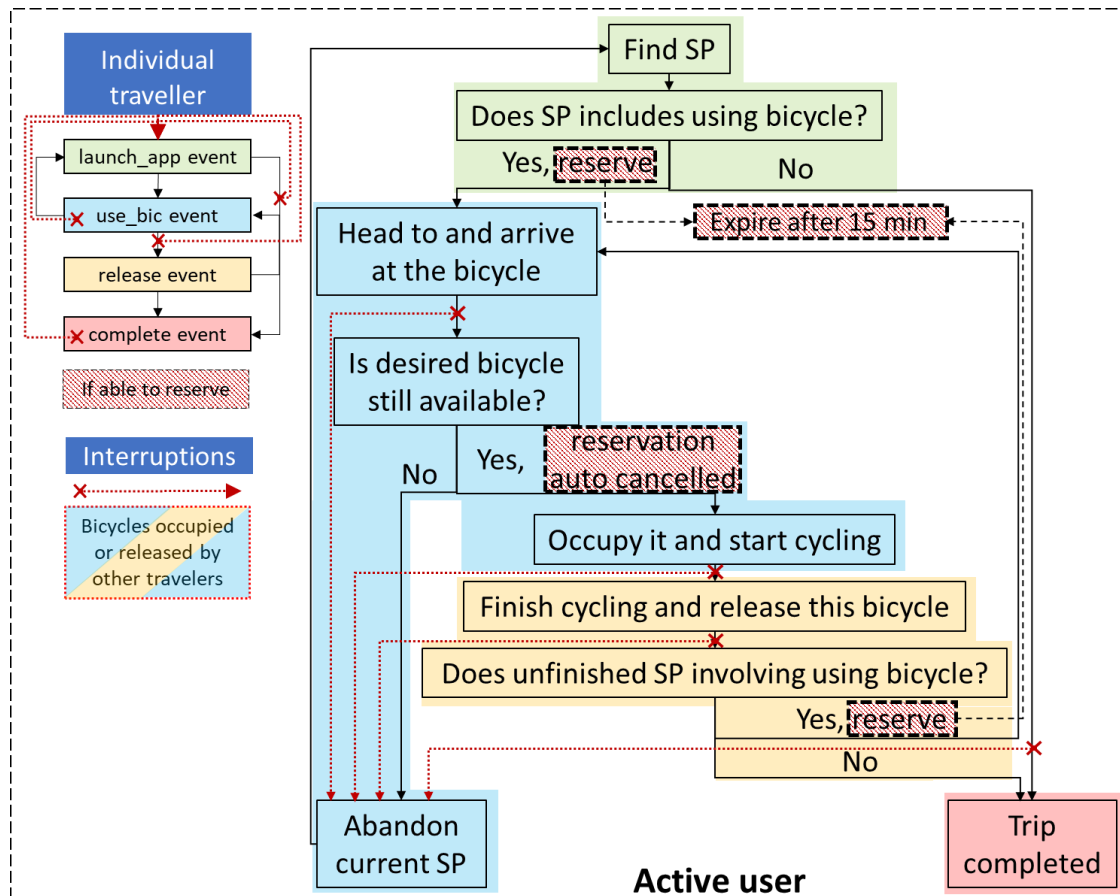 Individual
traveller
launch_app event
use_bic event
release event
complete event
If able to reserve
Interruptions
Bicycles occupied
or released by
other travelers
Find SP
Does SP includes using bicycle?
Yes, reserve
No
Expire after 15 min
Head to and arrive
at the bicycle
Is desired bicycle
still available?
No
Yes, reservation
auto cancelled
Occupy it and start cycling
Finish cycling and release this bicycle
Does unfinished SP involving using bicycle?
Yes, reserve
No
Abandon
current SP
Trip
completed
Active user